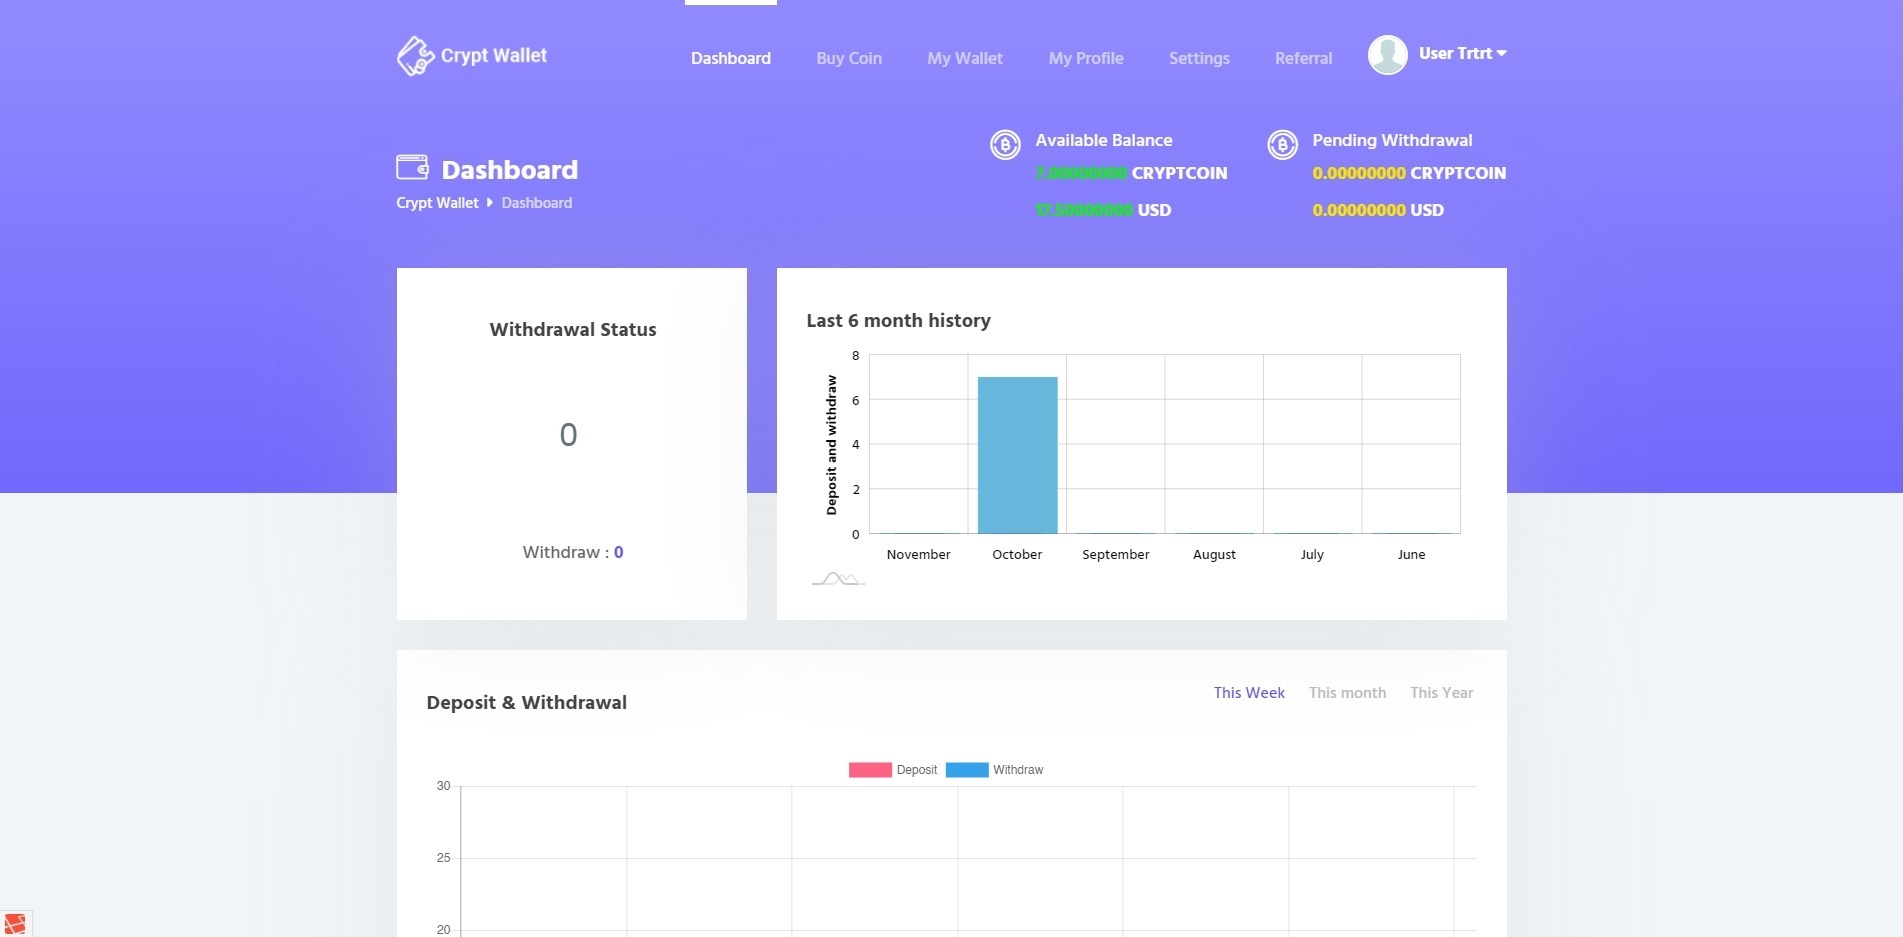 Crypt Wallet
Dashboard
Buy Coin
My Wallet
My Profile
Settings
Referral
User Trtrt
Dashboard
Crypt Wallet
Dashboard
Available Balance
7.00000000 CRYPTCOIN
17.50000000 USD
Pending Withdrawal
0.00000000 CRYPTCOIN
0.00000000 USD
Withdrawal Status
0
Withdraw : 0
Last 6 month history
Deposit and withdraw
8
6
4
2
0
November
October
September
August
July
June
Deposit & Withdrawal
This Week
This month
This Year
Deposit
Withdraw
30
25
20